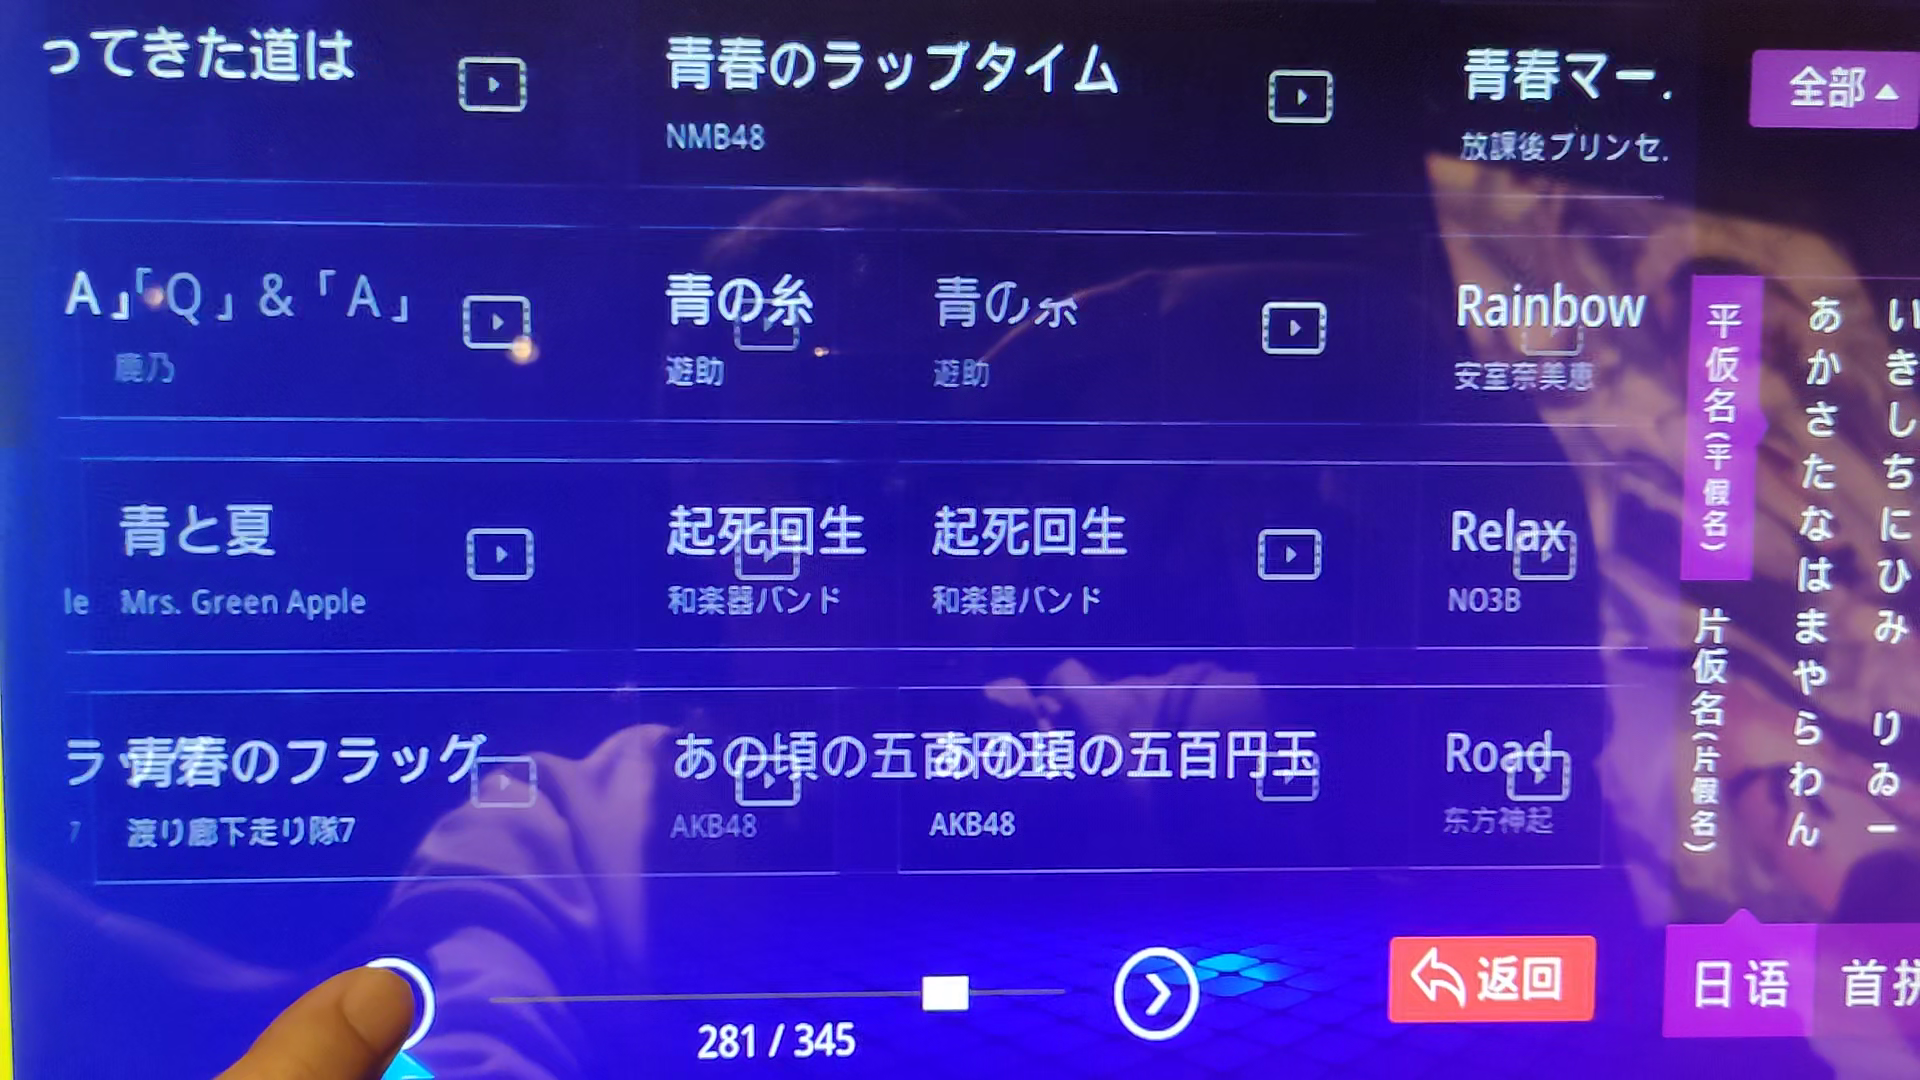 ってきた道は
青春のラップタイム
NMB48
青春マー.
放課後プリンセ.
全部
A」
「Q」&「A」
鹿乃
青の糸
遊助
青の糸
遊助
Rainbow
安室奈美恵
青と夏
le
Mrs. Green Apple
起死回生
和楽器バンド
起死回生
和楽器バンド
Relax
NO3B
青春のフラッグ
7
渡り廊下走り隊7
あの頃の五百円玉
AKB48
あの頃の五百円玉
AKB48
Road
东方神起
平仮名(平假名)
片仮名(片假名)
あかさたなはまやらわん
いきしちにひみ りゐー
281 / 345
返回
日语
首拼